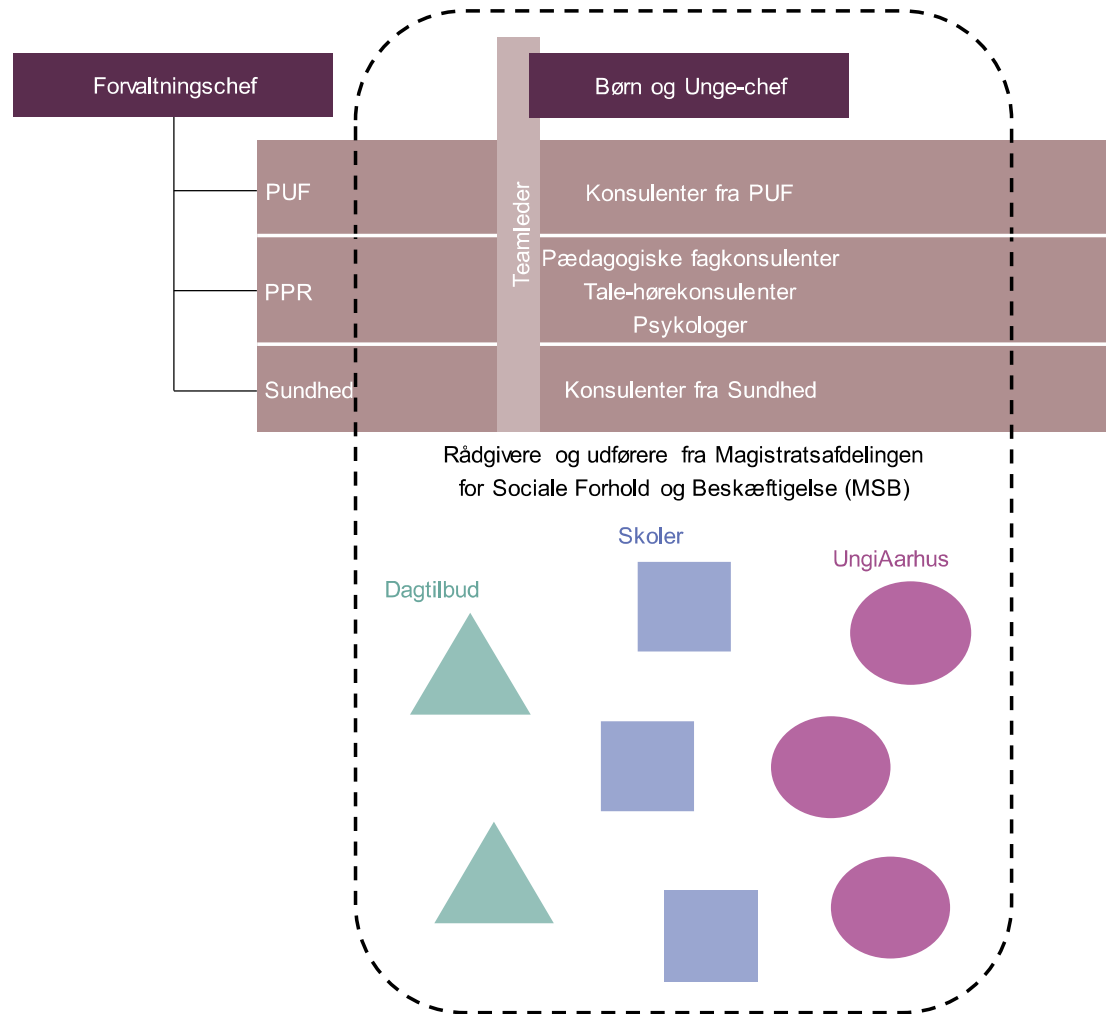 Forvaltningschef
Børn og Unge-chef
Teamleder
PUF
Konsulenter fra PUF
PPR
Pædagogiske fagkonsulenter
Tale-hørekonsulenter
Psykologer
Sundhed
Konsulenter fra Sundhed
Rådgivere og udførere fra Magistratsafdelingen
for Sociale Forhold og Beskæftigelse (MSB)
Skoler
UngiAarhus
Dagtilbud